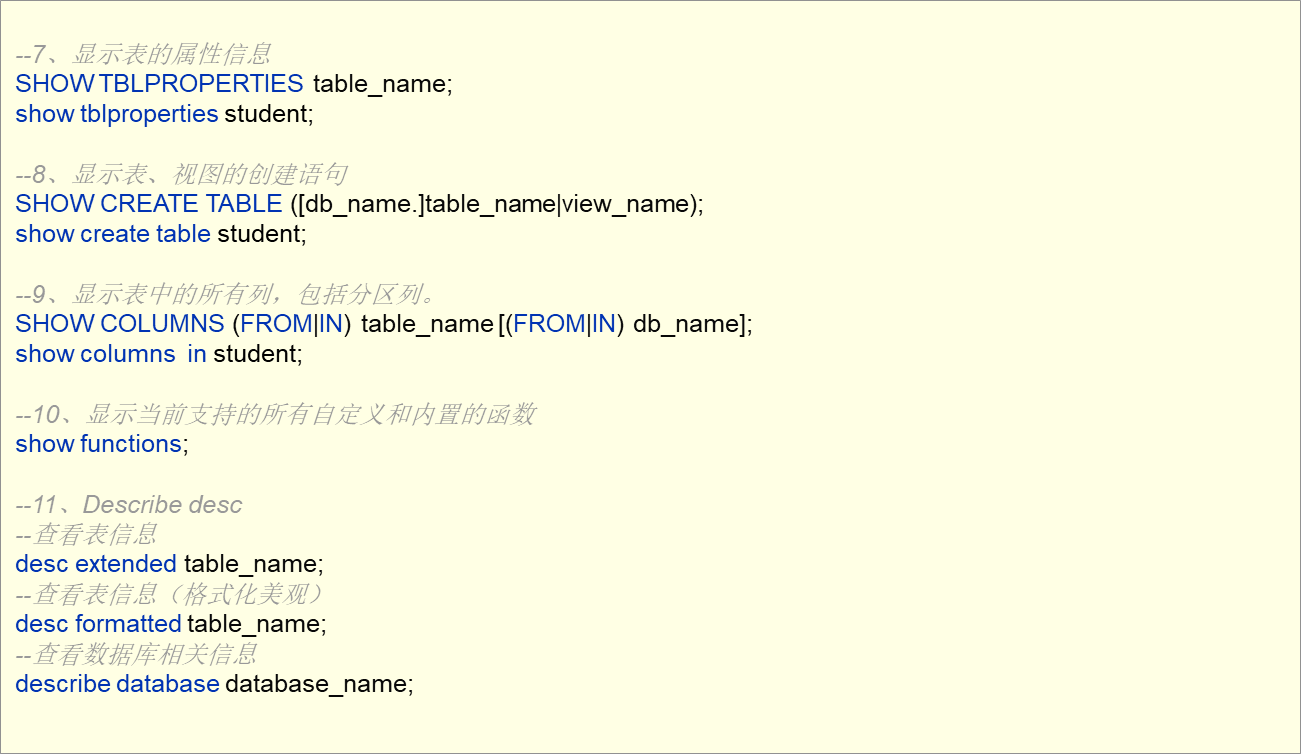 --7、显示表的属性信息
SHOW TBLPROPERTIES table_name;
show tblproperties student;
--8、显示表、视图的创建语句
SHOW CREATE TABLE ([db_name.]table_name|view_name);
show create table student;
--9、显示表中的所有列，包括分区列。
SHOW COLUMNS (FROM|IN) table_name [(FROM|IN) db_name];
show columns in student;
--10、显示当前支持的所有自定义和内置的函数
show functions;
--11、Describe desc
--查看表信息
desc extended table_name;
--查看表信息（格式化美观）
desc formatted table_name;
--查看数据库相关信息
describe database database_name;